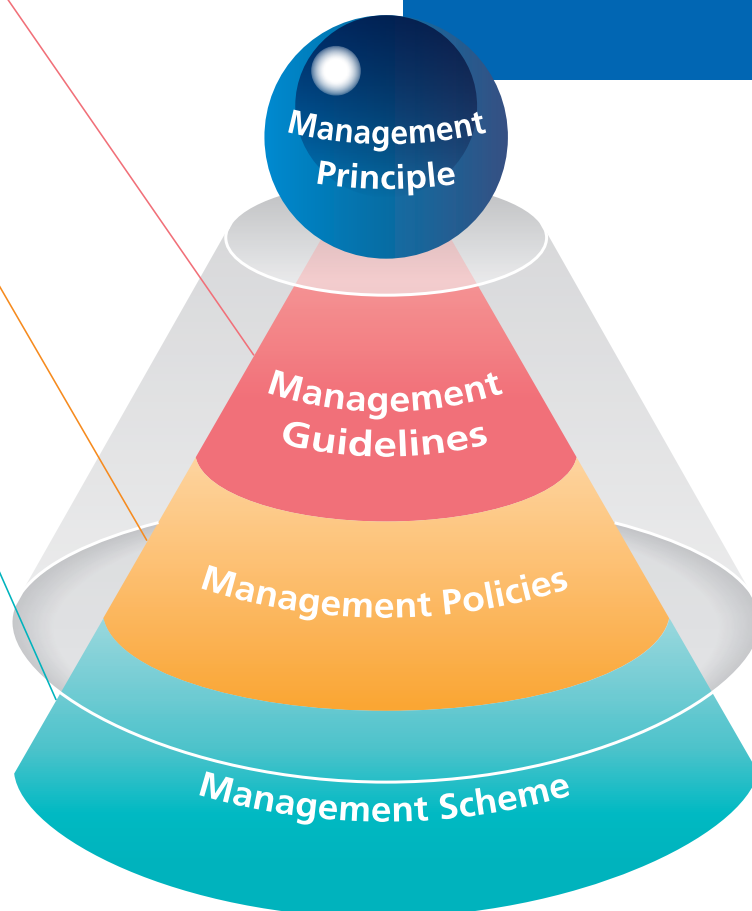 Management
Principle
Management
Guidelines
Management Policies
Management Scheme